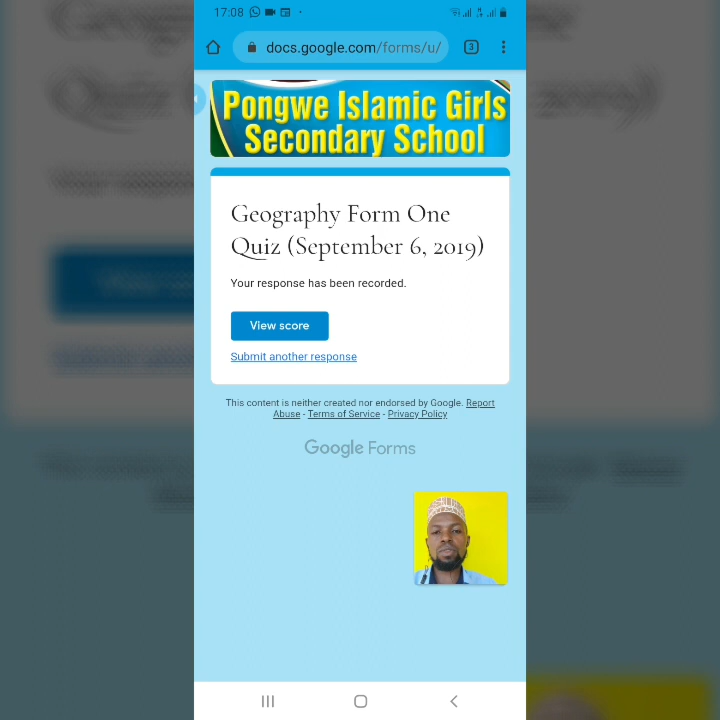 17:08
docs.google.com/forms/u/
3
Pongwe Islamic Girls
Secondary School
Geography Form One
Quiz (September 6, 2019)
Your response has been recorded.
View score
Submit another response
This content is neither created nor endorsed by Google. Report
Abuse - Terms of Service - Privacy Policy
Google Forms